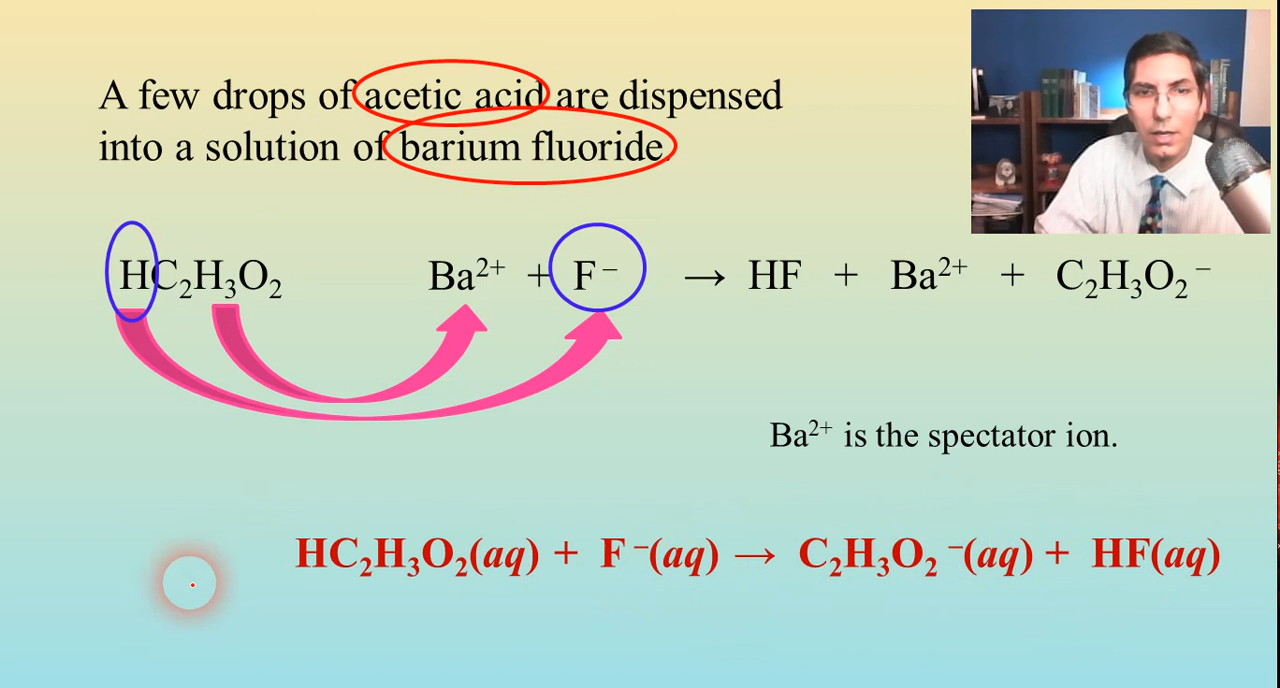 A few drops of acetic acid are dispensed
into a solution of barium fluoride.
HC₂H₃O₂ Ba²⁺ + F⁻ → HF + Ba²⁺ + C₂H₃O₂⁻
Ba²⁺ is the spectator ion.
HC₂H₃O₂(aq) + F⁻(aq) → C₂H₃O₂⁻(aq) + HF(aq)